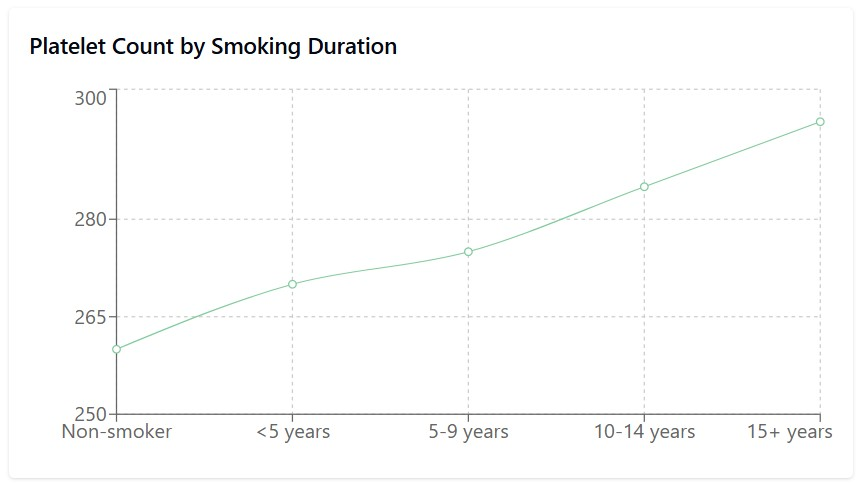 Platelet Count by Smoking Duration
300
280
265
250
Non-smoker <5 years 5-9 years 10-14 years 15+ years